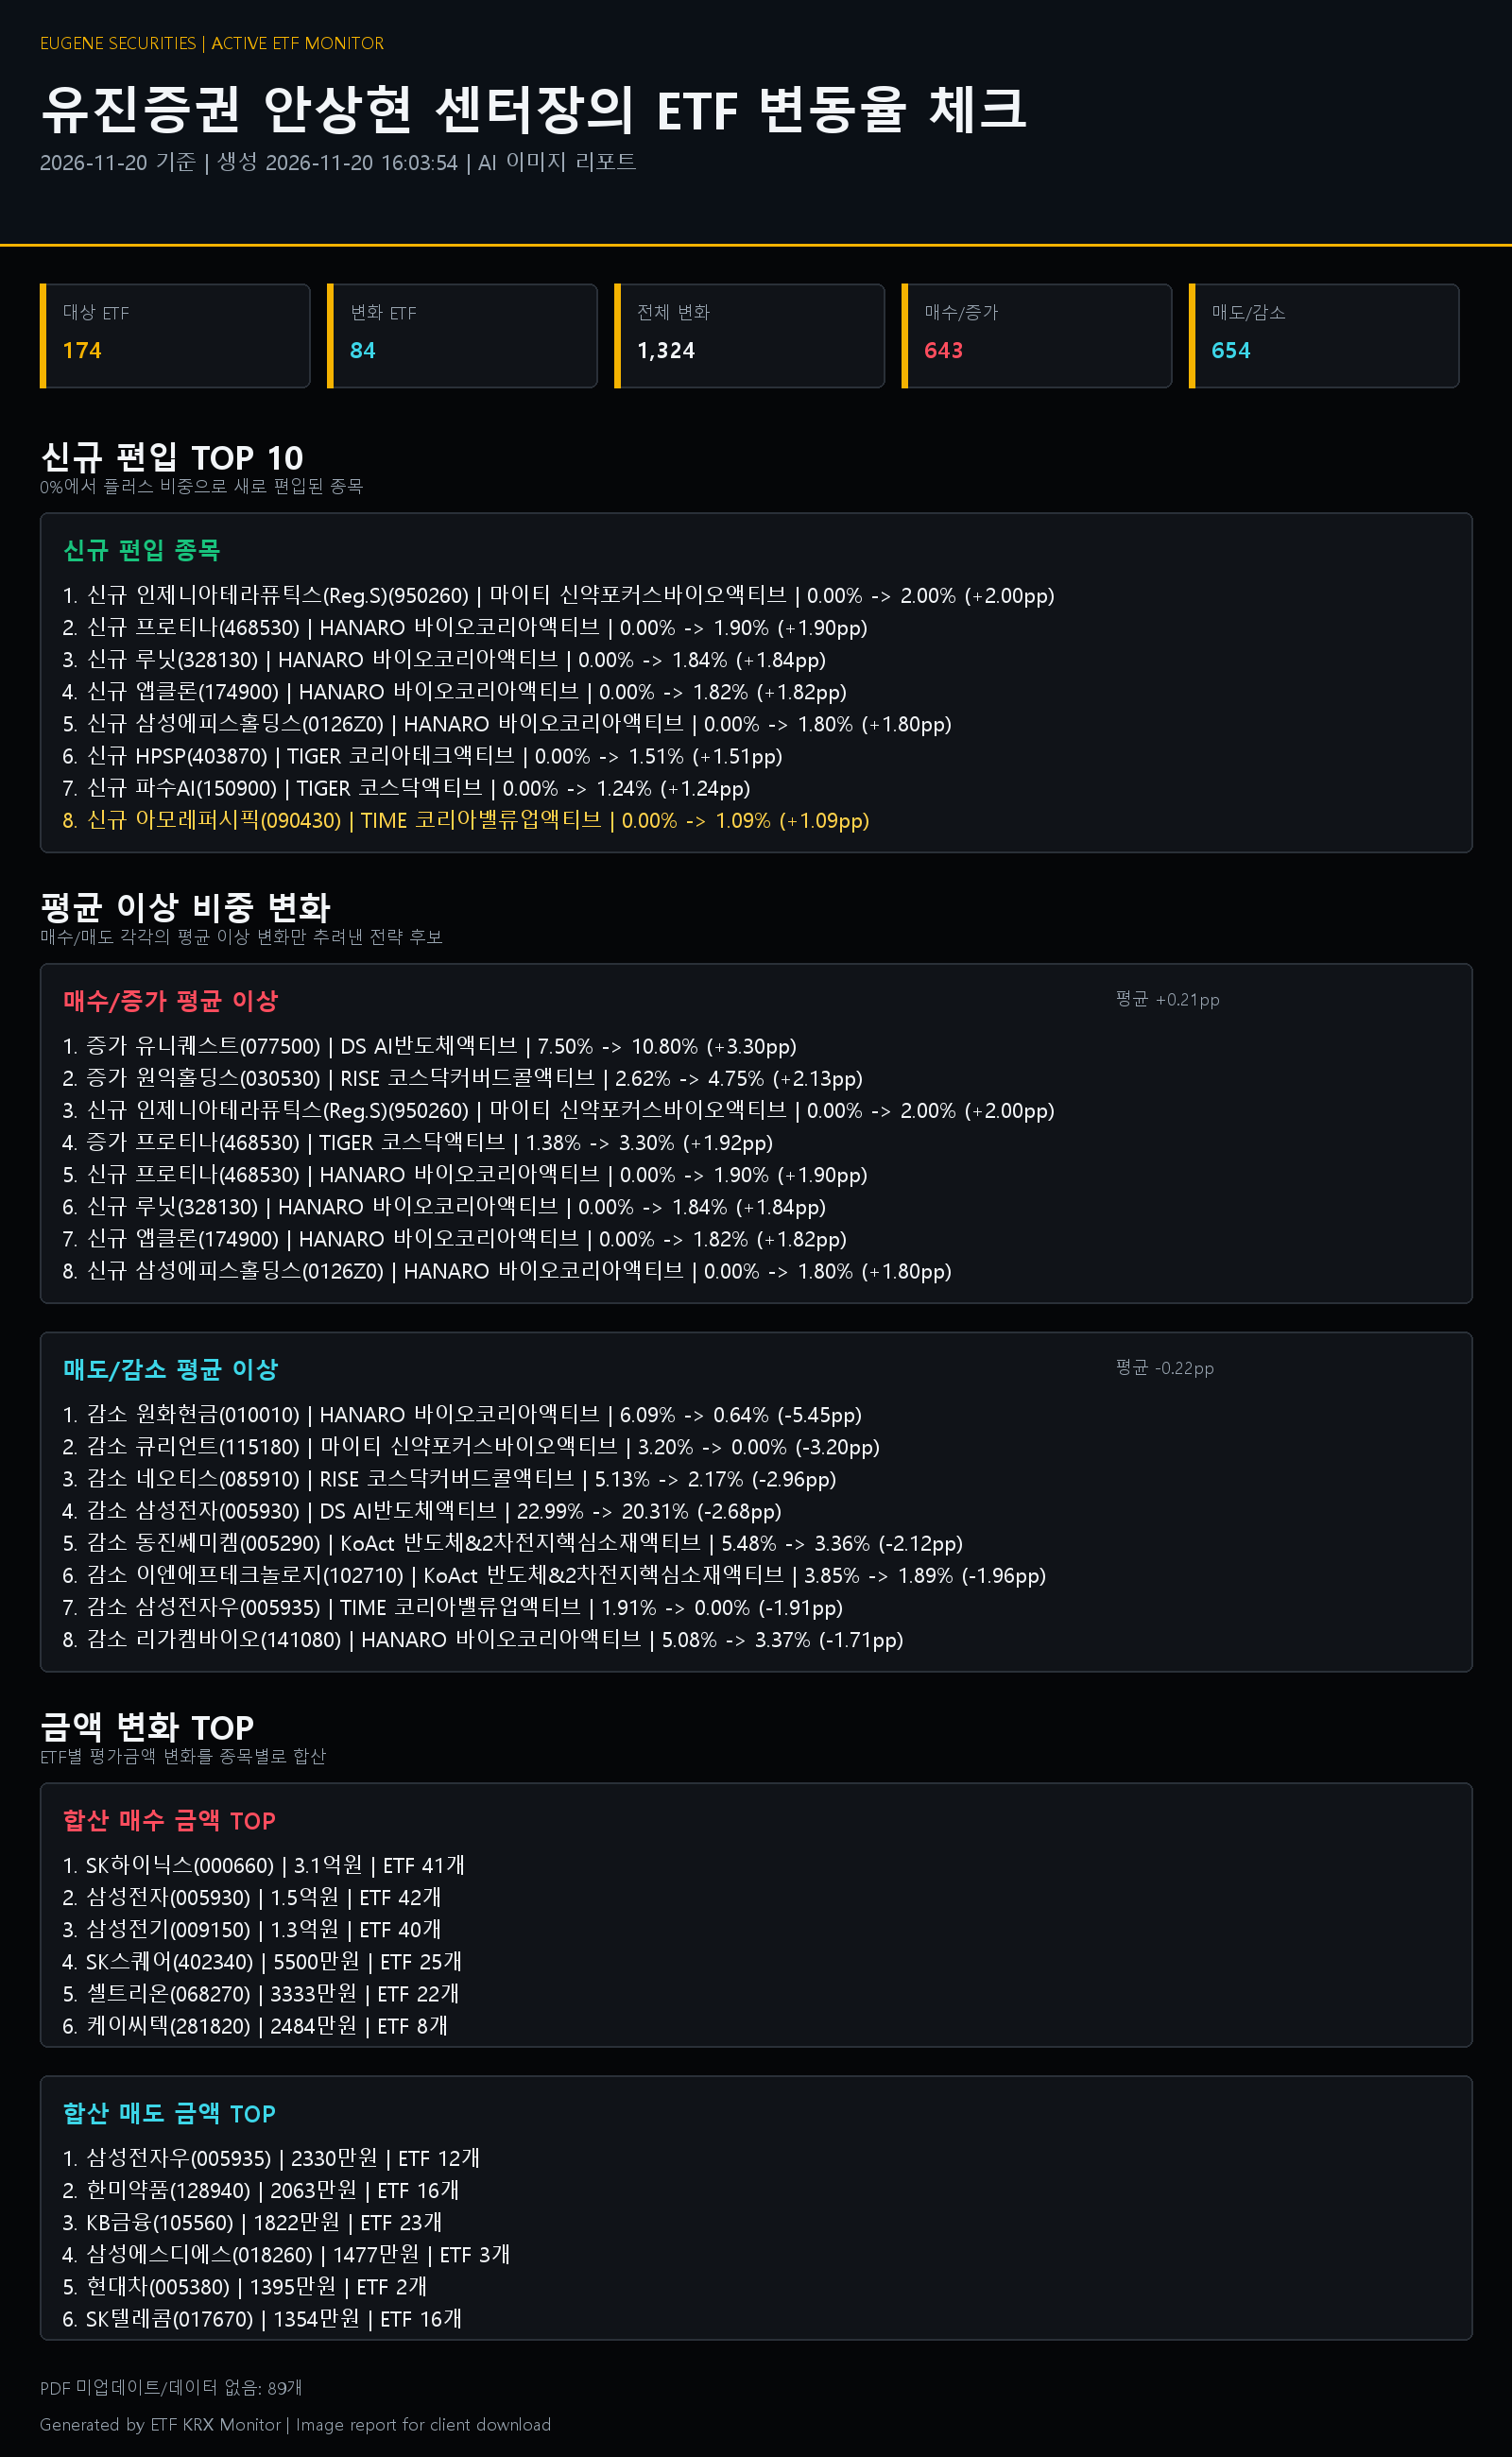 EUGENE SECURITIES | ACTIVE ETF MONITOR
유진증권 안상현 센터장의 ETF 변동율 체크
2026-11-20 기준 | 생성 2026-11-20 16:03:54 | AI 이미지 리포트
대상 ETF
174
변화 ETF
84
전체 변화
1,324
매수/증가
643
매도/감소
654
신규 편입 TOP 10
0%에서 플러스 비중으로 새로 편입된 종목
신규 편입 종목
1. 신규 인제니아테라퓨틱스(Reg.S)(950260) | 마이티 신약포커스바이오액티브 | 0.00% -> 2.00% (+2.00pp)
2. 신규 프로티나(468530) | HANARO 바이오코리아액티브 | 0.00% -> 1.90% (+1.90pp)
3. 신규 루닛(328130) | HANARO 바이오코리아액티브 | 0.00% -> 1.84% (+1.84pp)
4. 신규 앱클론(174900) | HANARO 바이오코리아액티브 | 0.00% -> 1.82% (+1.82pp)
5. 신규 삼성에피스홀딩스(0126Z0) | HANARO 바이오코리아액티브 | 0.00% -> 1.80% (+1.80pp)
6. 신규 HPSP(403870) | TIGER 코리아테크액티브 | 0.00% -> 1.51% (+1.51pp)
7. 신규 파수AI(150900) | TIGER 코스닥액티브 | 0.00% -> 1.24% (+1.24pp)
8. 신규 아모레퍼시픽(090430) | TIME 코리아밸류업액티브 | 0.00% -> 1.09% (+1.09pp)
평균 이상 비중 변화
매수/매도 각각의 평균 이상 변화만 추려낸 전략 후보
매수/증가 평균 이상
평균 +0.21pp
1. 증가 유니퀘스트(077500) | DS AI반도체액티브 | 7.50% -> 10.80% (+3.30pp)
2. 증가 원익홀딩스(030530) | RISE 코스닥커버드콜액티브 | 2.62% -> 4.75% (+2.13pp)
3. 신규 인제니아테라퓨틱스(Reg.S)(950260) | 마이티 신약포커스바이오액티브 | 0.00% -> 2.00% (+2.00pp)
4. 증가 프로티나(468530) | TIGER 코스닥액티브 | 1.38% -> 3.30% (+1.92pp)
5. 신규 프로티나(468530) | HANARO 바이오코리아액티브 | 0.00% -> 1.90% (+1.90pp)
6. 신규 루닛(328130) | HANARO 바이오코리아액티브 | 0.00% -> 1.84% (+1.84pp)
7. 신규 앱클론(174900) | HANARO 바이오코리아액티브 | 0.00% -> 1.82% (+1.82pp)
8. 신규 삼성에피스홀딩스(0126Z0) | HANARO 바이오코리아액티브 | 0.00% -> 1.80% (+1.80pp)
매도/감소 평균 이상
평균 -0.22pp
1. 감소 원화현금(010010) | HANARO 바이오코리아액티브 | 6.09% -> 0.64% (-5.45pp)
2. 감소 큐리언트(115180) | 마이티 신약포커스바이오액티브 | 3.20% -> 0.00% (-3.20pp)
3. 감소 네오티스(085910) | RISE 코스닥커버드콜액티브 | 5.13% -> 2.17% (-2.96pp)
4. 감소 삼성전자(005930) | DS AI반도체액티브 | 22.99% -> 20.31% (-2.68pp)
5. 감소 동진쎄미켐(005290) | KoAct 반도체&2차전지핵심소재액티브 | 5.48% -> 3.36% (-2.12pp)
6. 감소 이엔에프테크놀로지(102710) | KoAct 반도체&2차전지핵심소재액티브 | 3.85% -> 1.89% (-1.96pp)
7. 감소 삼성전자우(005935) | TIME 코리아밸류업액티브 | 1.91% -> 0.00% (-1.91pp)
8. 감소 리가켐바이오(141080) | HANARO 바이오코리아액티브 | 5.08% -> 3.37% (-1.71pp)
금액 변화 TOP
ETF별 평가금액 변화를 종목별로 합산
합산 매수 금액 TOP
1. SK하이닉스(000660) | 3.1억원 | ETF 41개
2. 삼성전자(005930) | 1.5억원 | ETF 42개
3. 삼성전기(009150) | 1.3억원 | ETF 40개
4. SK스퀘어(402340) | 5500만원 | ETF 25개
5. 셀트리온(068270) | 3333만원 | ETF 22개
6. 케이씨텍(281820) | 2484만원 | ETF 8개
합산 매도 금액 TOP
1. 삼성전자우(005935) | 2330만원 | ETF 12개
2. 한미약품(128940) | 2063만원 | ETF 16개
3. KB금융(105560) | 1822만원 | ETF 23개
4. 삼성에스디에스(018260) | 1477만원 | ETF 3개
5. 현대차(005380) | 1395만원 | ETF 2개
6. SK텔레콤(017670) | 1354만원 | ETF 16개
PDF 미업데이트/데이터 없음: 89개
Generated by ETF KRX Monitor | Image report for client download